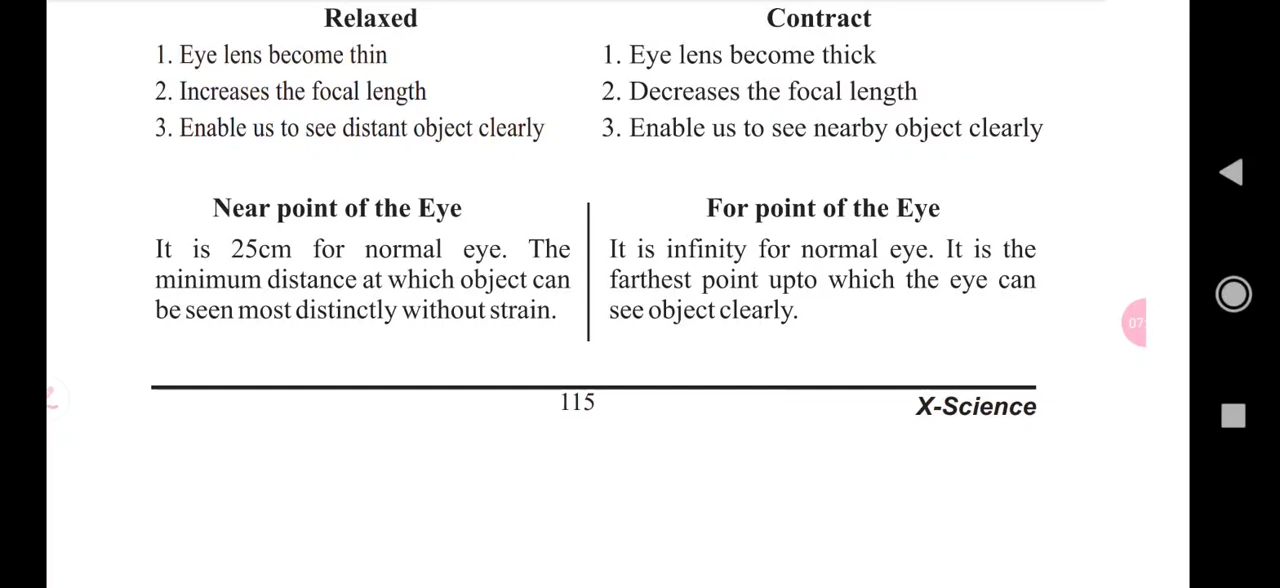 Relaxed
1. Eye lens become thin
2. Increases the focal length
3. Enable us to see distant object clearly
Contract
1. Eye lens become thick
2. Decreases the focal length
3. Enable us to see nearby object clearly
Near point of the Eye
It is 25cm for normal eye. The
minimum distance at which object can
be seen most distinctly without strain.
For point of the Eye
It is infinity for normal eye. It is the
farthest point upto which the eye can
see object clearly.
115
X-Science